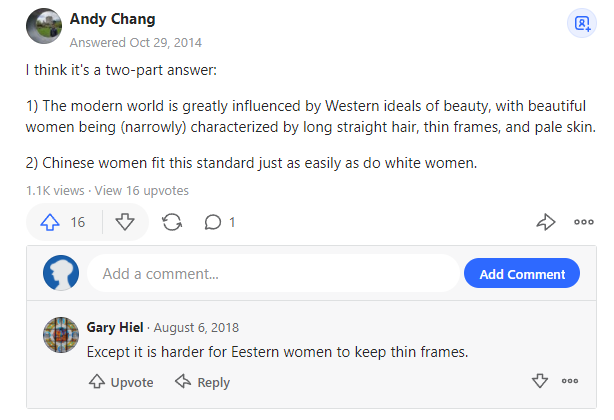 Andy Chang
Answered Oct 29, 2014
I think it's a two-part answer:
1) The modern world is greatly influenced by Western ideals of beauty, with beautiful
women being (narrowly) characterized by long straight hair, thin frames, and pale skin.
2) Chinese women fit this standard just as easily as do white women.
1.1K views · View 16 upvotes
16
1
Add a comment...
Add Comment
Gary Hiel · August 6, 2018
Except it is harder for Eestern women to keep thin frames.
Upvote
Reply